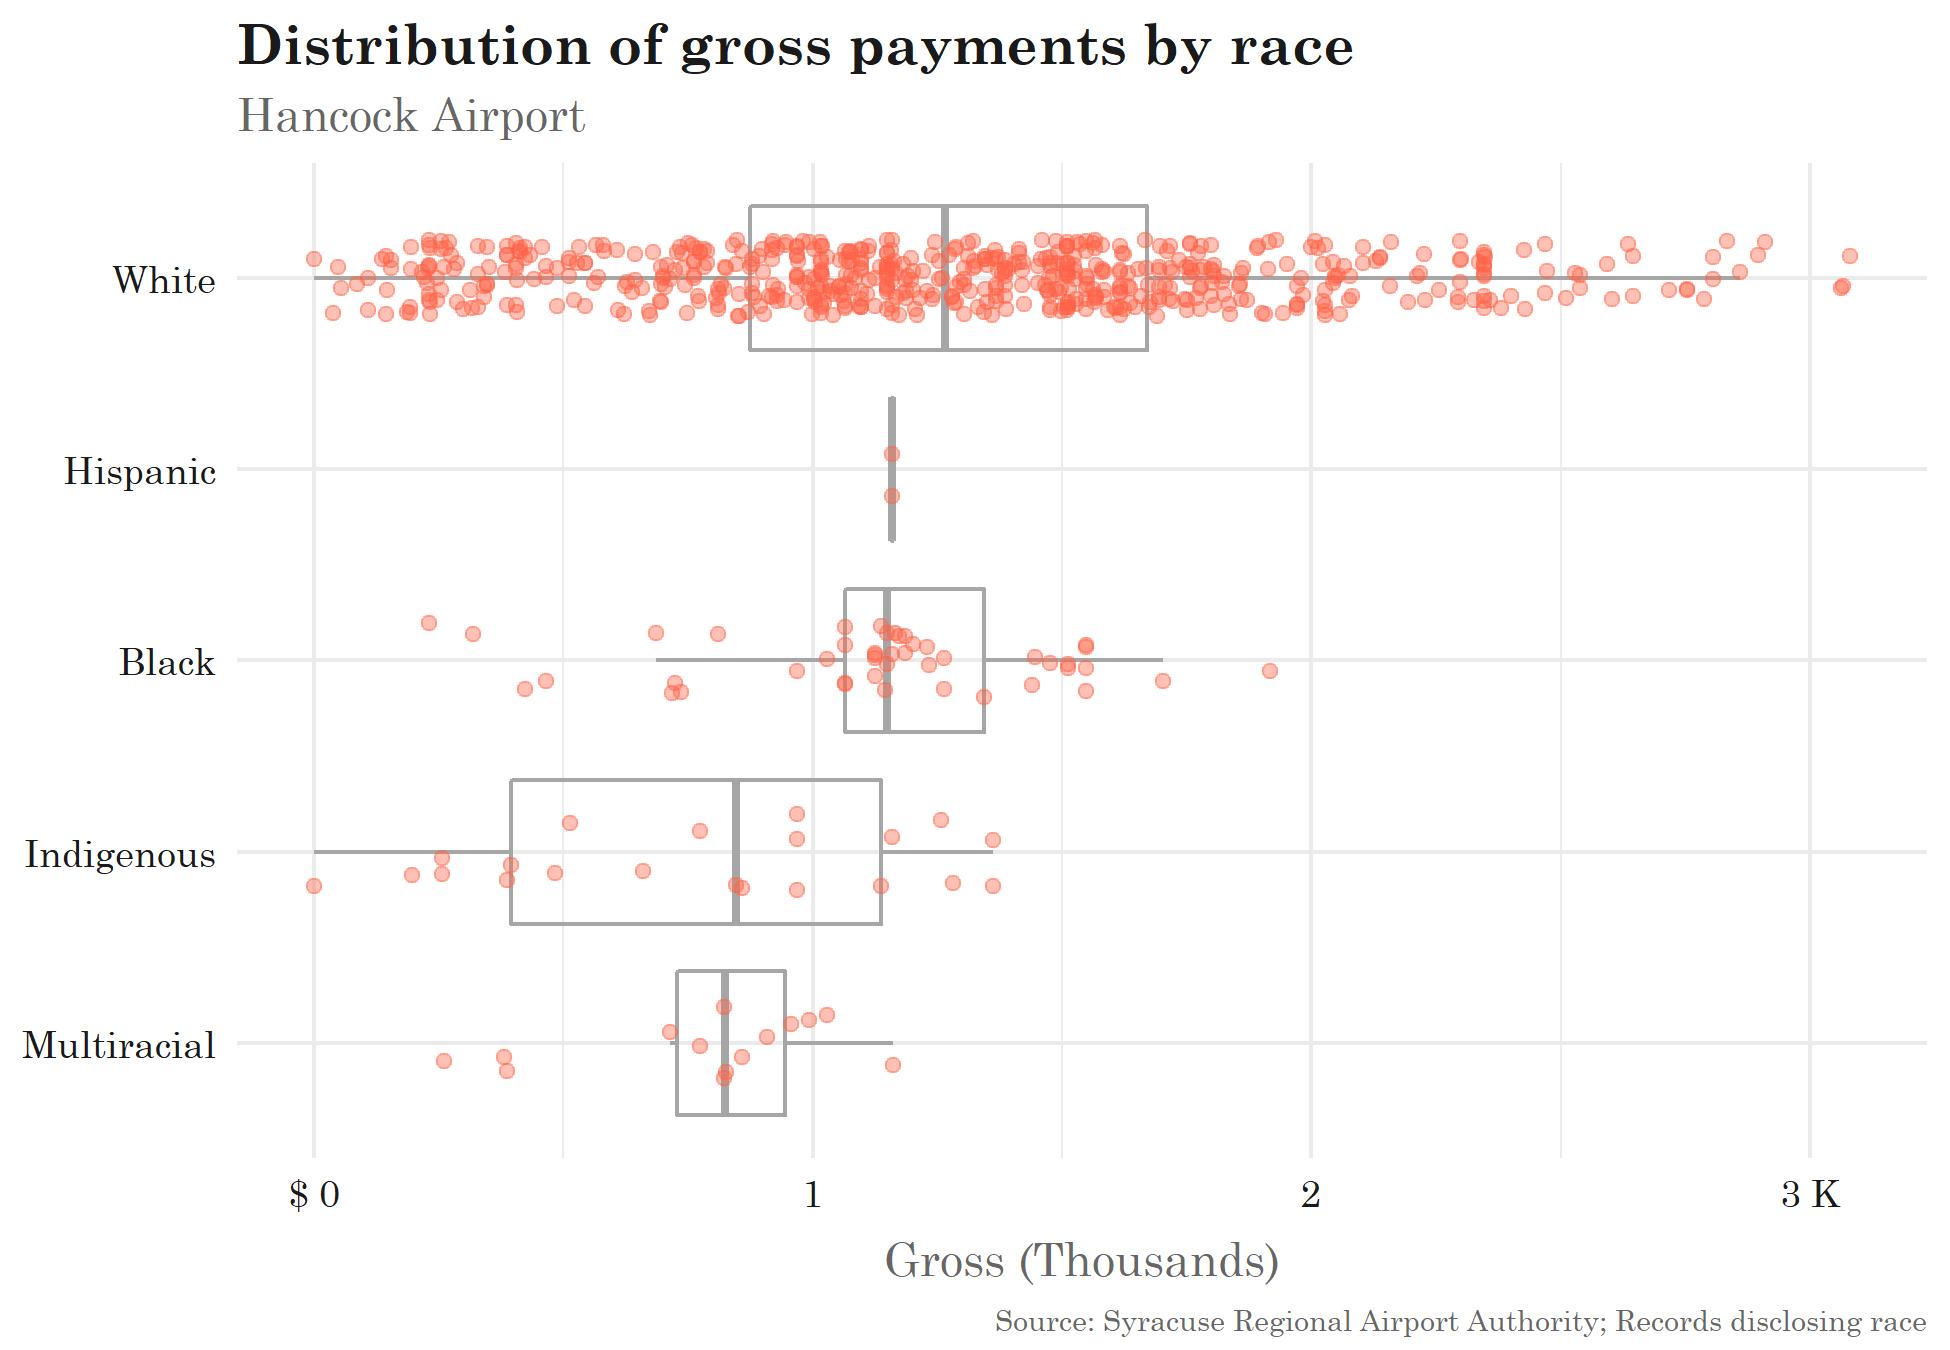 Distribution of gross payments by race
Hancock Airport
White
Hispanic
Black
Indigenous
Multiracial
$ 0 1 2 3 K
Gross (Thousands)
Source: Syracuse Regional Airport Authority; Records disclosing race